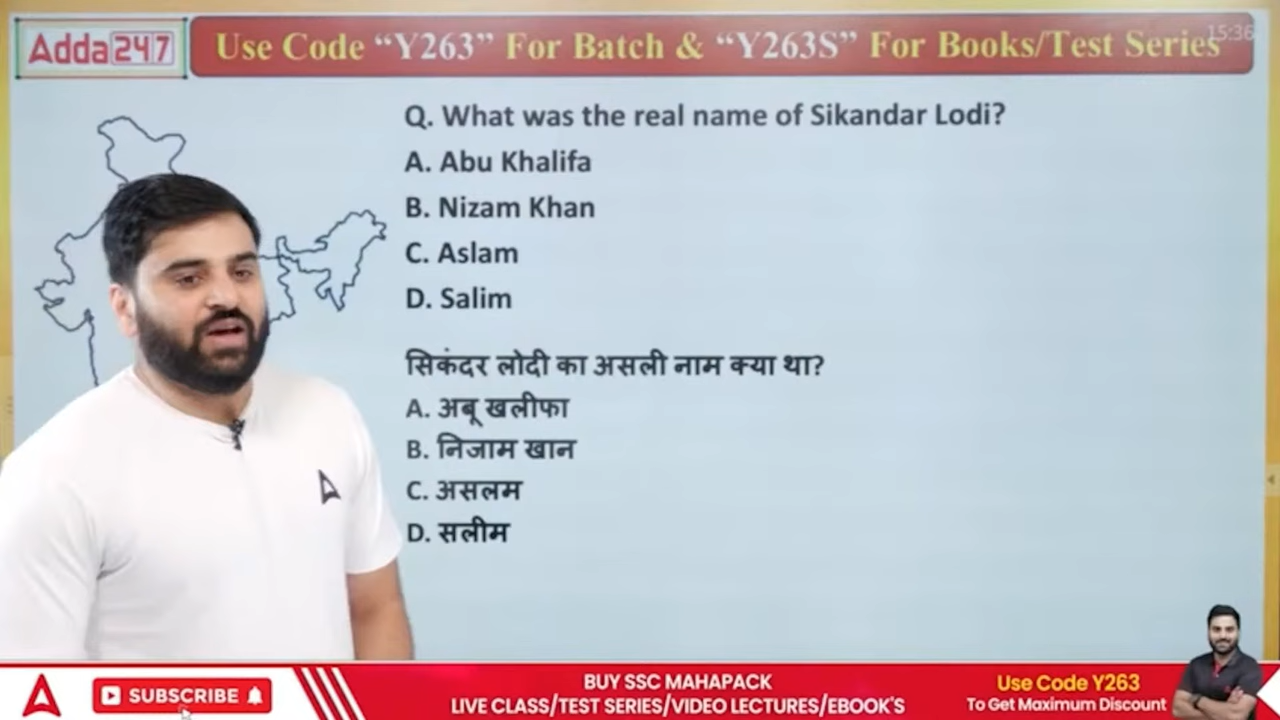 Adda247
Use Code “Y263” For Batch & “Y263S” For Books/Test Series
15:36
Q. What was the real name of Sikandar Lodi?
A. Abu Khalifa
B. Nizam Khan
C. Aslam
D. Salim
सिकंदर लोदी का असली नाम क्या था?
A. अबू खलीफा
B. निजाम खान
C. असलम
D. सलीम
SUBSCRIBE
BUY SSC MAHAPACK
LIVE CLASS/TEST SERIES/VIDEO LECTURES/EBOOK'S
Use Code Y263
To Get Maximum Discount